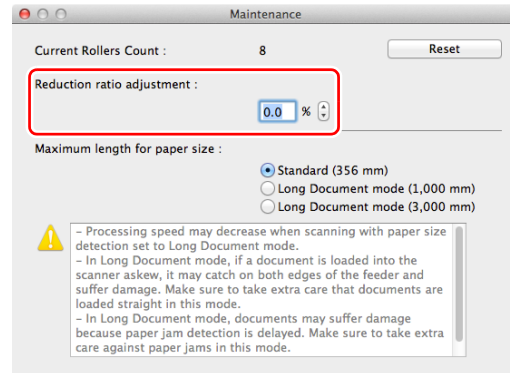 Maintenance
Current Rollers Count : 8 Reset
Reduction ratio adjustment :
0.0 %
Maximum length for paper size :
Standard (356 mm)
Long Document mode (1,000 mm)
Long Document mode (3,000 mm)
– Processing speed may decrease when scanning with paper size
detection set to Long Document mode.
– In Long Document mode, if a document is loaded into the
scanner askew, it may catch on both edges of the feeder and
suffer damage. Make sure to take extra care that documents are
loaded straight in this mode.
– In Long Document mode, documents may suffer damage
because paper jam detection is delayed. Make sure to take extra
care against paper jams in this mode.